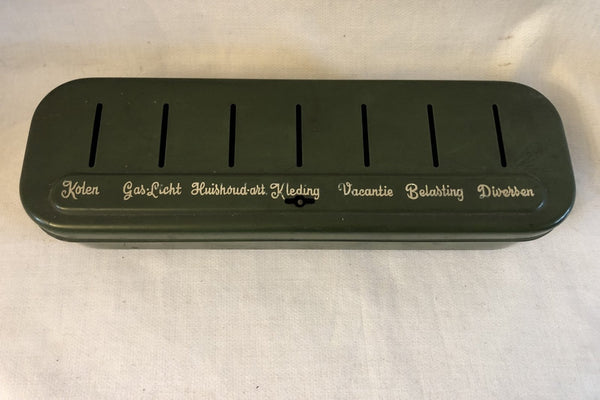 Kolen Gas-Licht Huishoud-art Kleding Vacantie Belasting Diversen